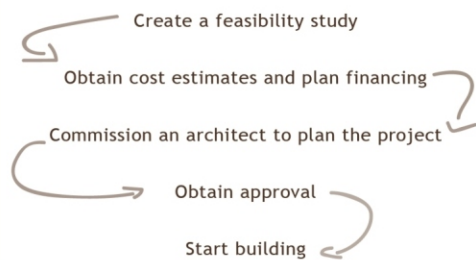 Create a feasibility study
Obtain cost estimates and plan financing
Commission an architect to plan the project
Obtain approval
Start building